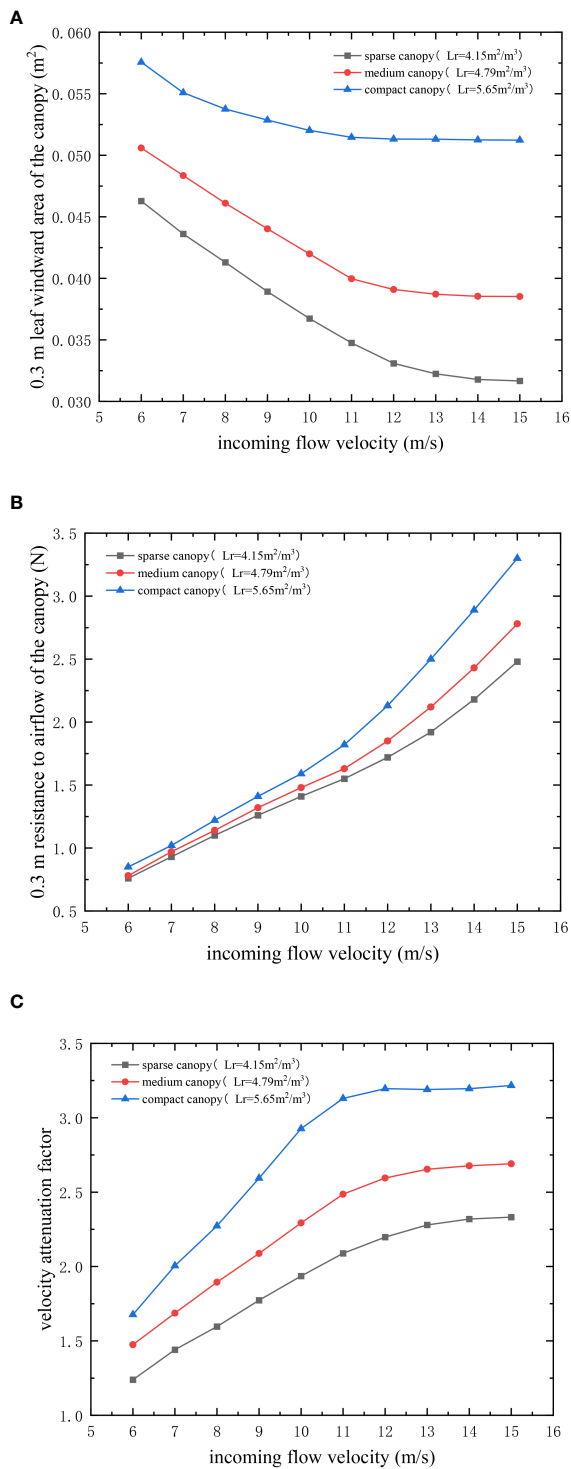 A
0.3 m leaf windward area of the canopy (m²)
0.060
0.055
0.050
0.045
0.040
0.035
0.030
sparse canopy( Lr=4.15m²/m³)
medium canopy( Lr=4.79m²/m³)
compact canopy( Lr=5.65m²/m³)
5 6 7 8 9 10 11 12 13 14 15 16
incoming flow velocity (m/s)
B
0.3 m resistance to airflow of the canopy (N)
3.5
3.0
2.5
2.0
1.5
1.0
0.5
sparse canopy( Lr=4.15m²/m³)
medium canopy( Lr=4.79m²/m³)
compact canopy( Lr=5.65m²/m³)
5 6 7 8 9 10 11 12 13 14 15 16
incoming flow velocity (m/s)
C
velocity attenuation factor
3.5
3.0
2.5
2.0
1.5
1.0
sparse canopy( Lr=4.15m²/m³)
medium canopy( Lr=4.79m²/m³)
compact canopy( Lr=5.65m²/m³)
5 6 7 8 9 10 11 12 13 14 15 16
incoming flow velocity (m/s)